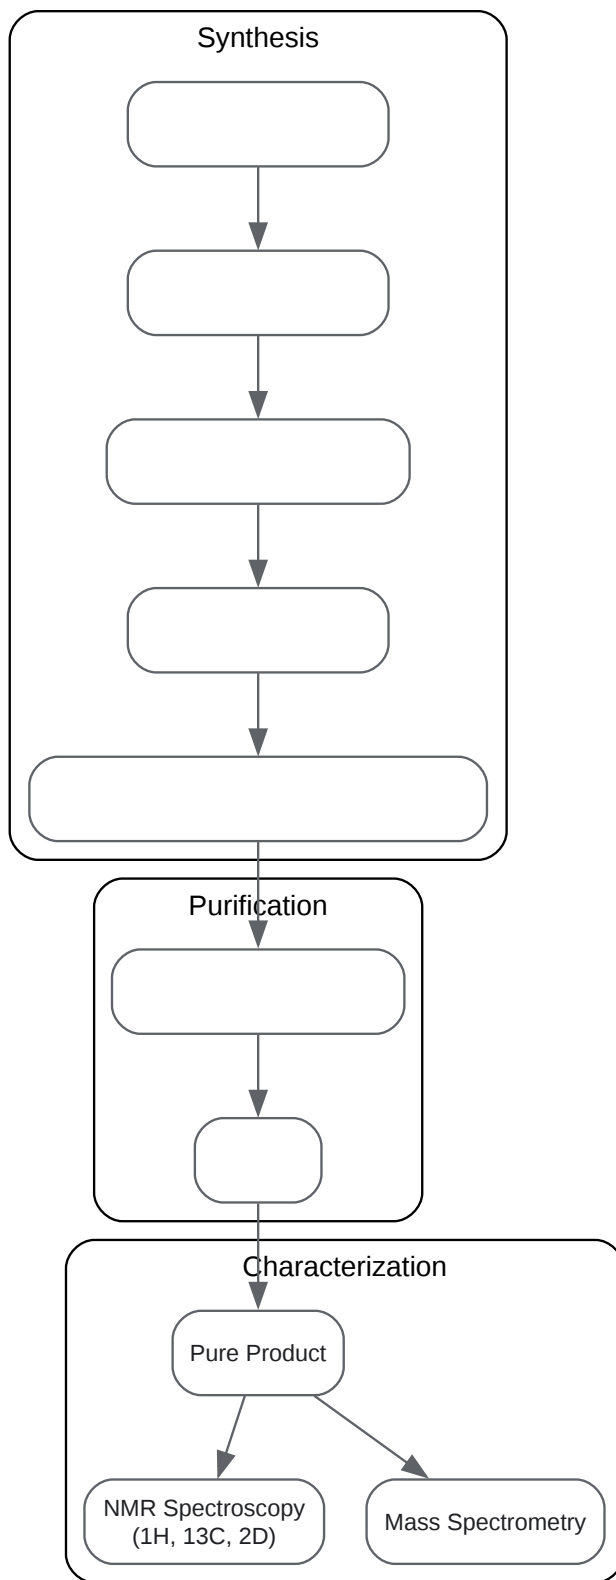 Synthesis
Purification
Characterization
Pure Product
NMR Spectroscopy
(1H, 13C, 2D)
Mass Spectrometry